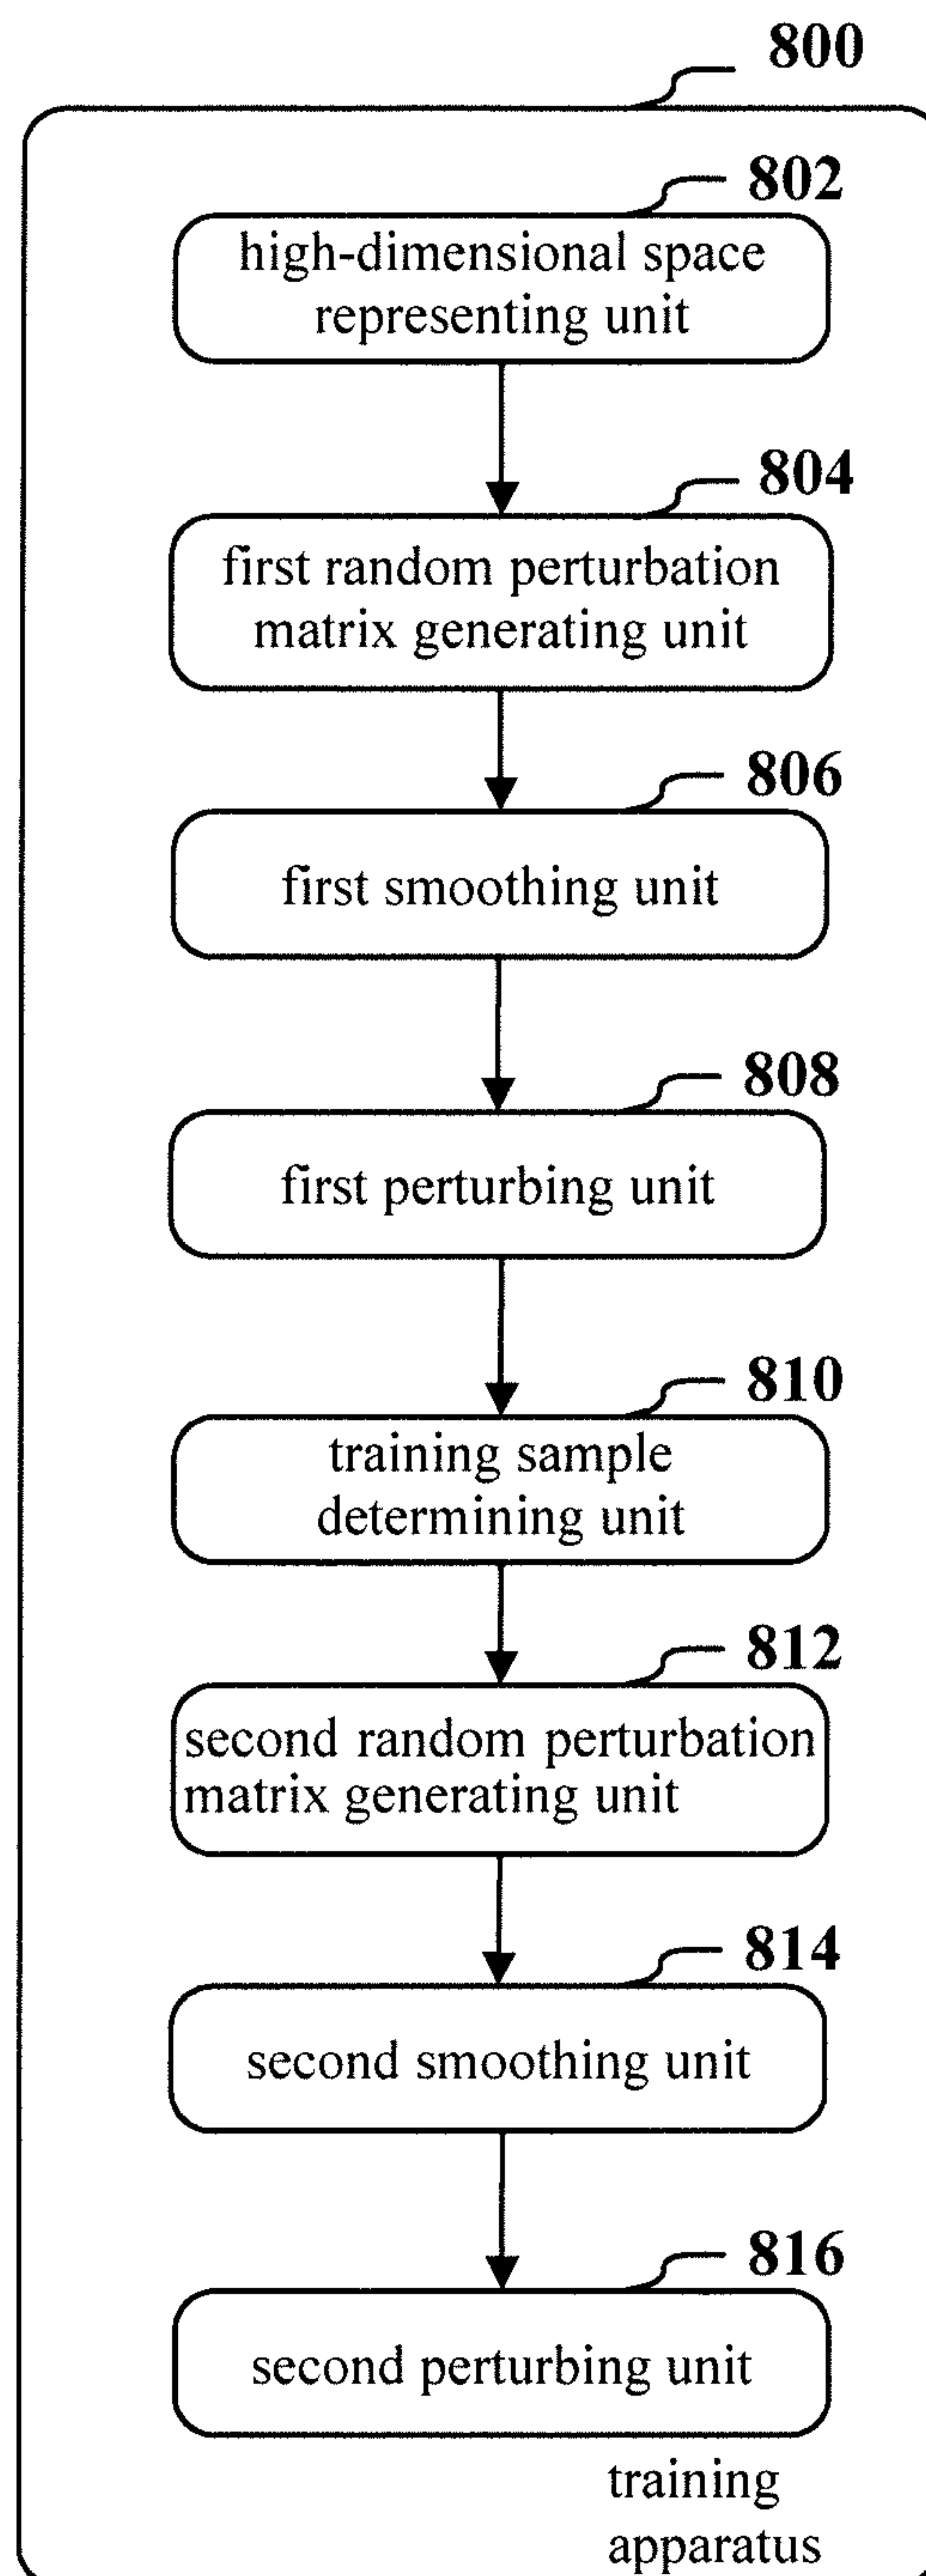 800
802
high-dimensional space
representing unit
804
first random perturbation
matrix generating unit
806
first smoothing unit
808
first perturbing unit
810
training sample
determining unit
812
second random perturbation
matrix generating unit
814
second smoothing unit
816
second perturbing unit
training
apparatus